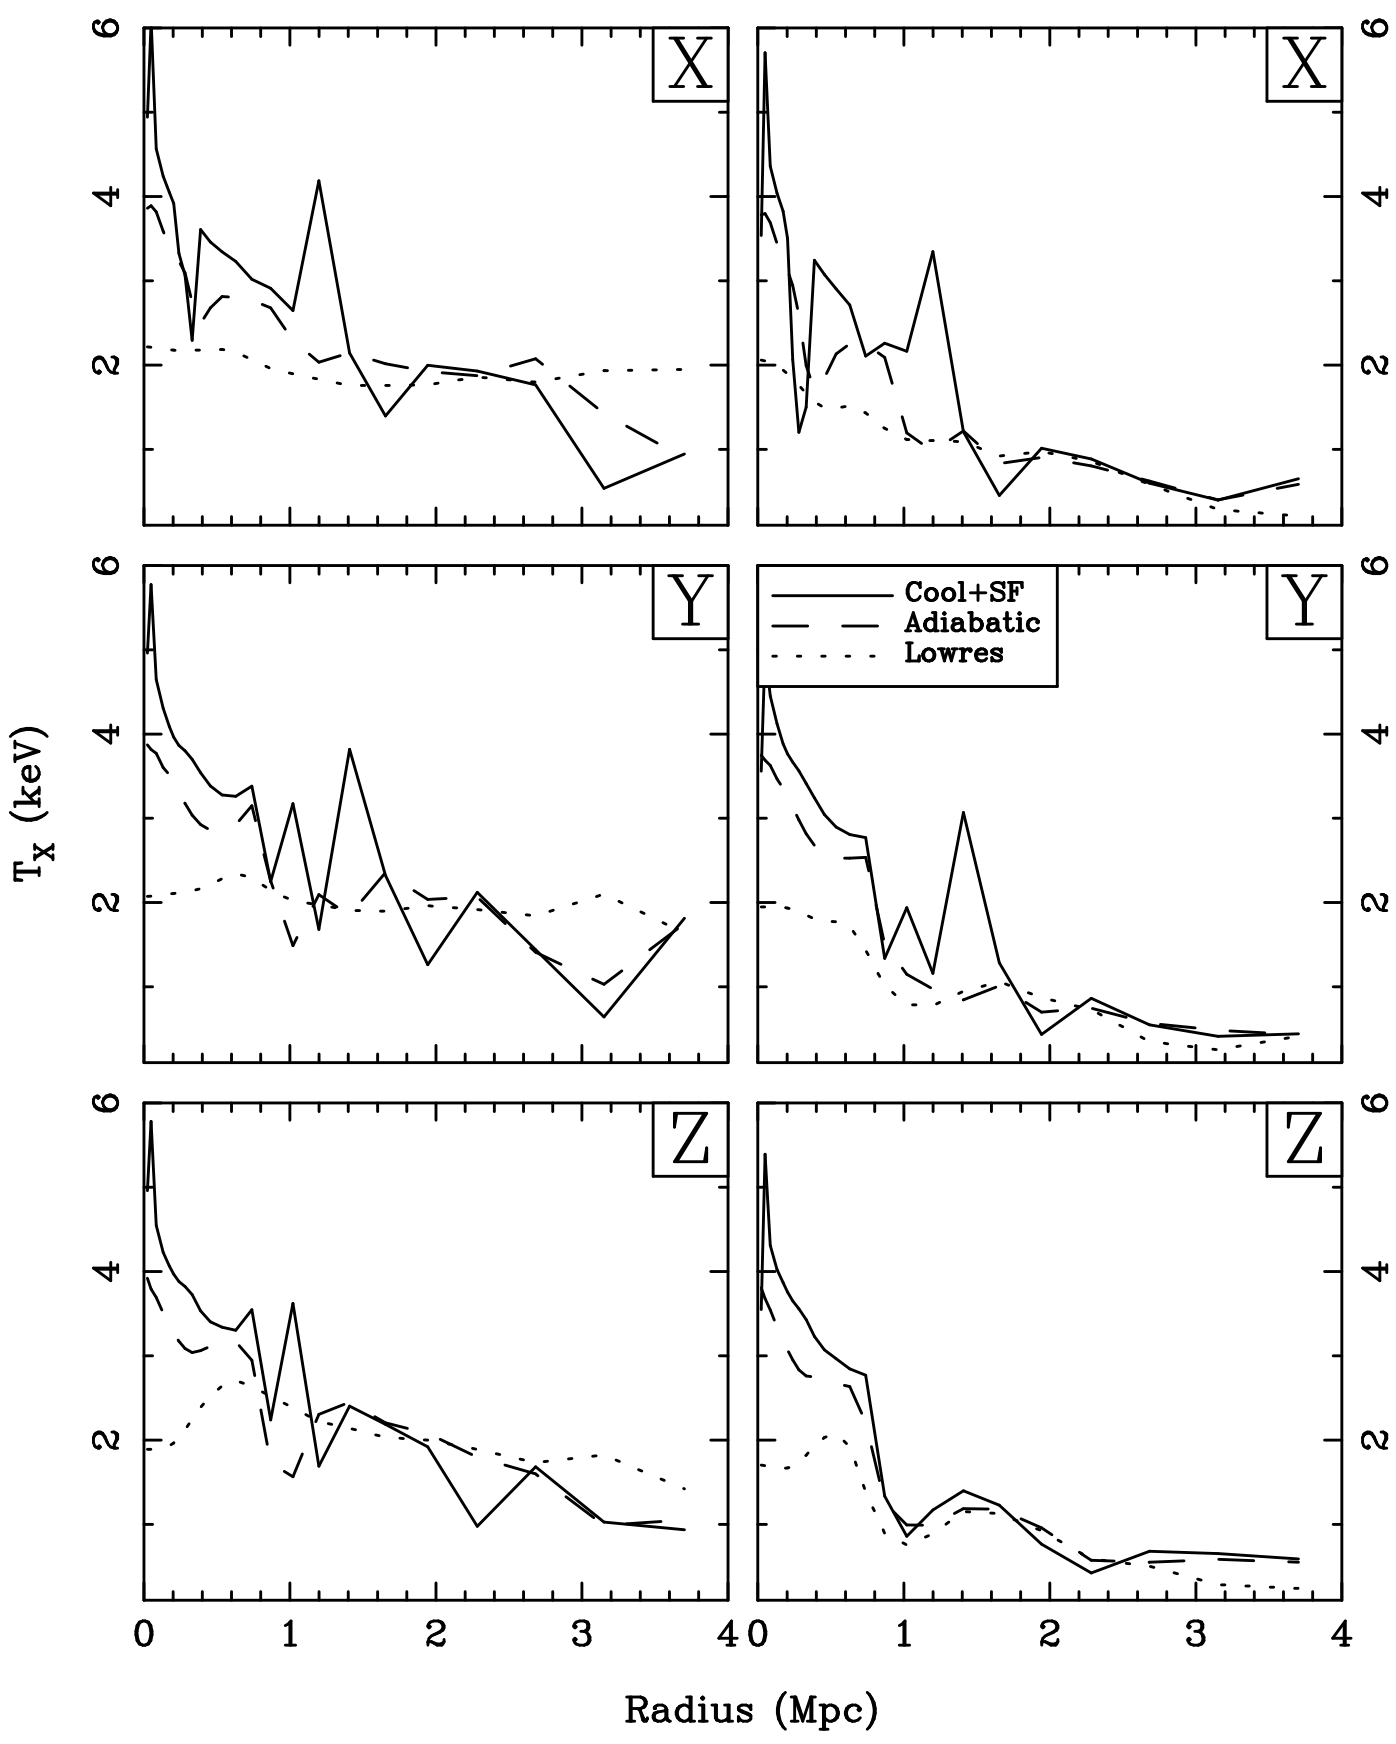 6 X X 6
4 4
2 2
6 Y Y 6
Cool+SF
Adiabatic
Lowres
4 4
2 2
T_X (keV)
6 Z Z 6
4 4
2 2
0 1 2 3 4 0 1 2 3 4
Radius (Mpc)